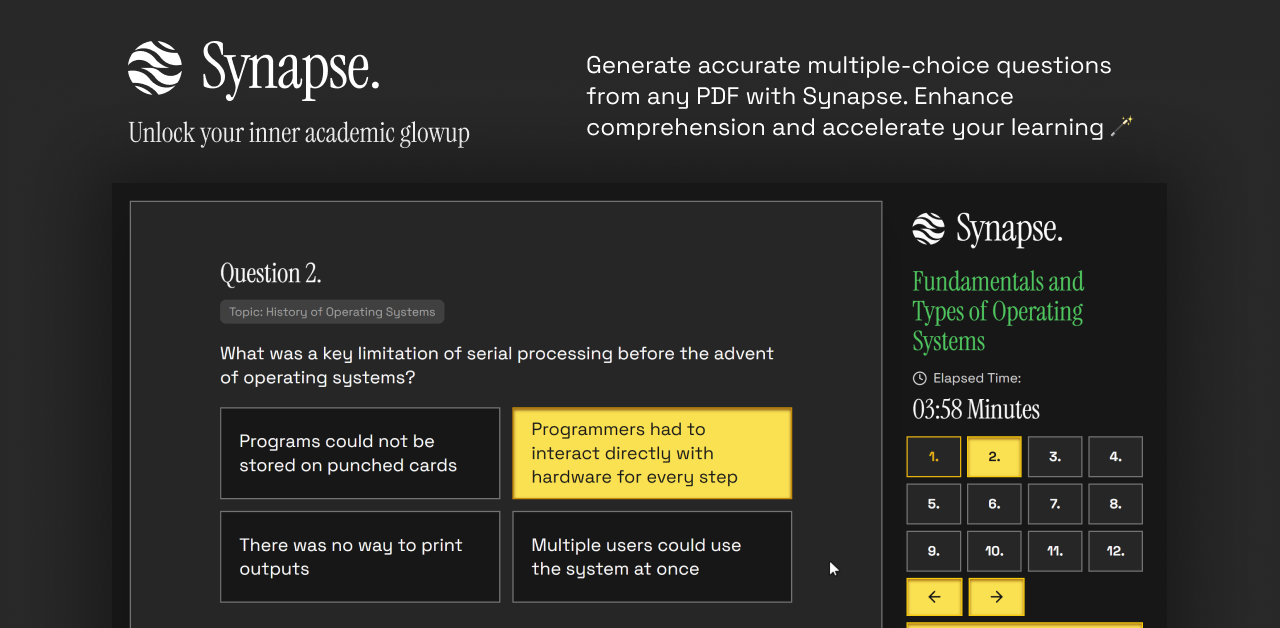 Synapse.
Unlock your inner academic glowup
Generate accurate multiple-choice questions
from any PDF with Synapse. Enhance
comprehension and accelerate your learning 🪄
Question 2.
Topic: History of Operating Systems
What was a key limitation of serial processing before the advent
of operating systems?
Programs could not be
stored on punched cards
Programmers had to
interact directly with
hardware for every step
There was no way to print
outputs
Multiple users could use
the system at once
Synapse.
Fundamentals and
Types of Operating
Systems
Elapsed Time:
03:58 Minutes
1. 2. 3. 4.
5. 6. 7. 8.
9. 10. 11. 12.
← →